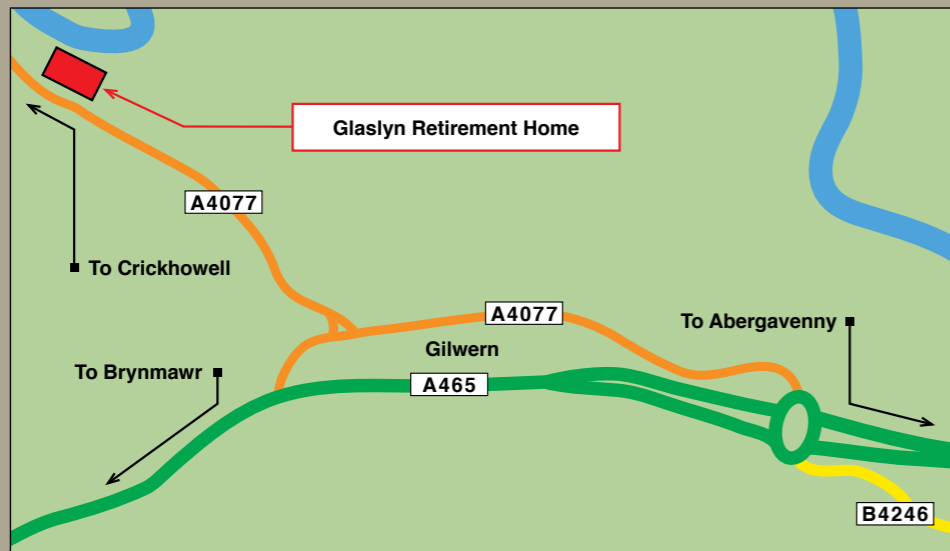 Glaslyn Retirement Home
A4077
To Crickhowell
A4077
To Abergavenny
Gilwern
To Brynmawr
A465
B4246